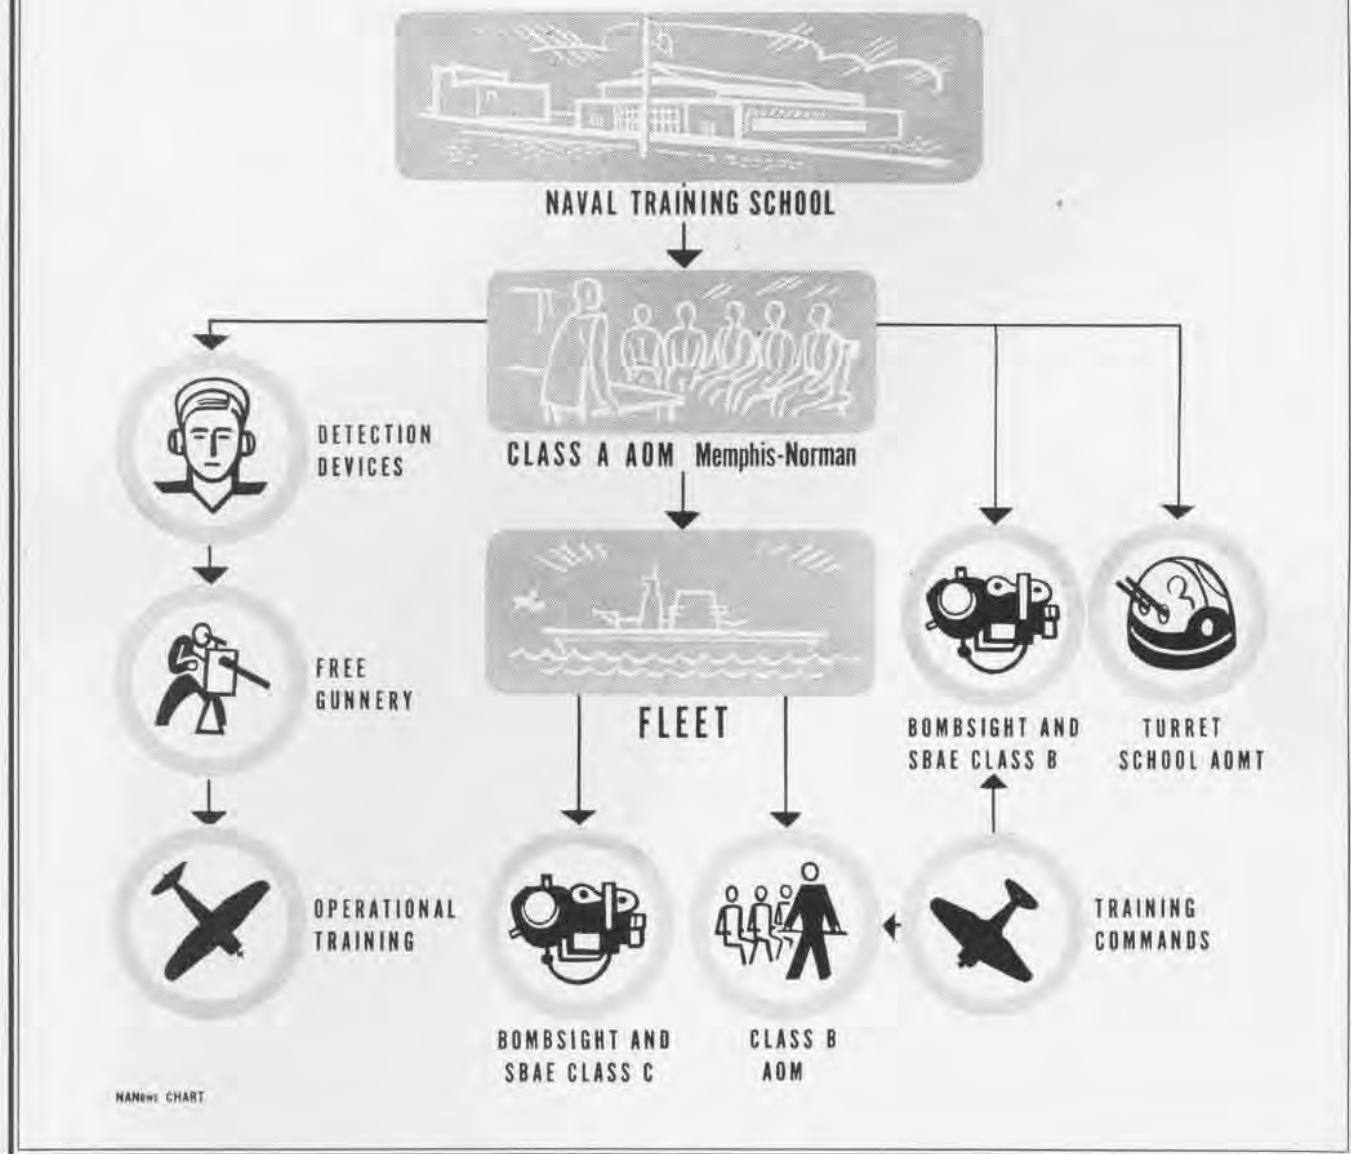 NAVAL TRAINING SCHOOL
CLASS A AOM Memphis-Norman
DETECTION
DEVICES
FREE
GUNNERY
OPERATIONAL
TRAINING
FLEET
BOMBSIGHT AND
SBAE CLASS B
TURRET
SCHOOL AOMT
TRAINING
COMMANDS
BOMBSIGHT AND
SBAE CLASS C
CLASS B
AOM
NANews CHART